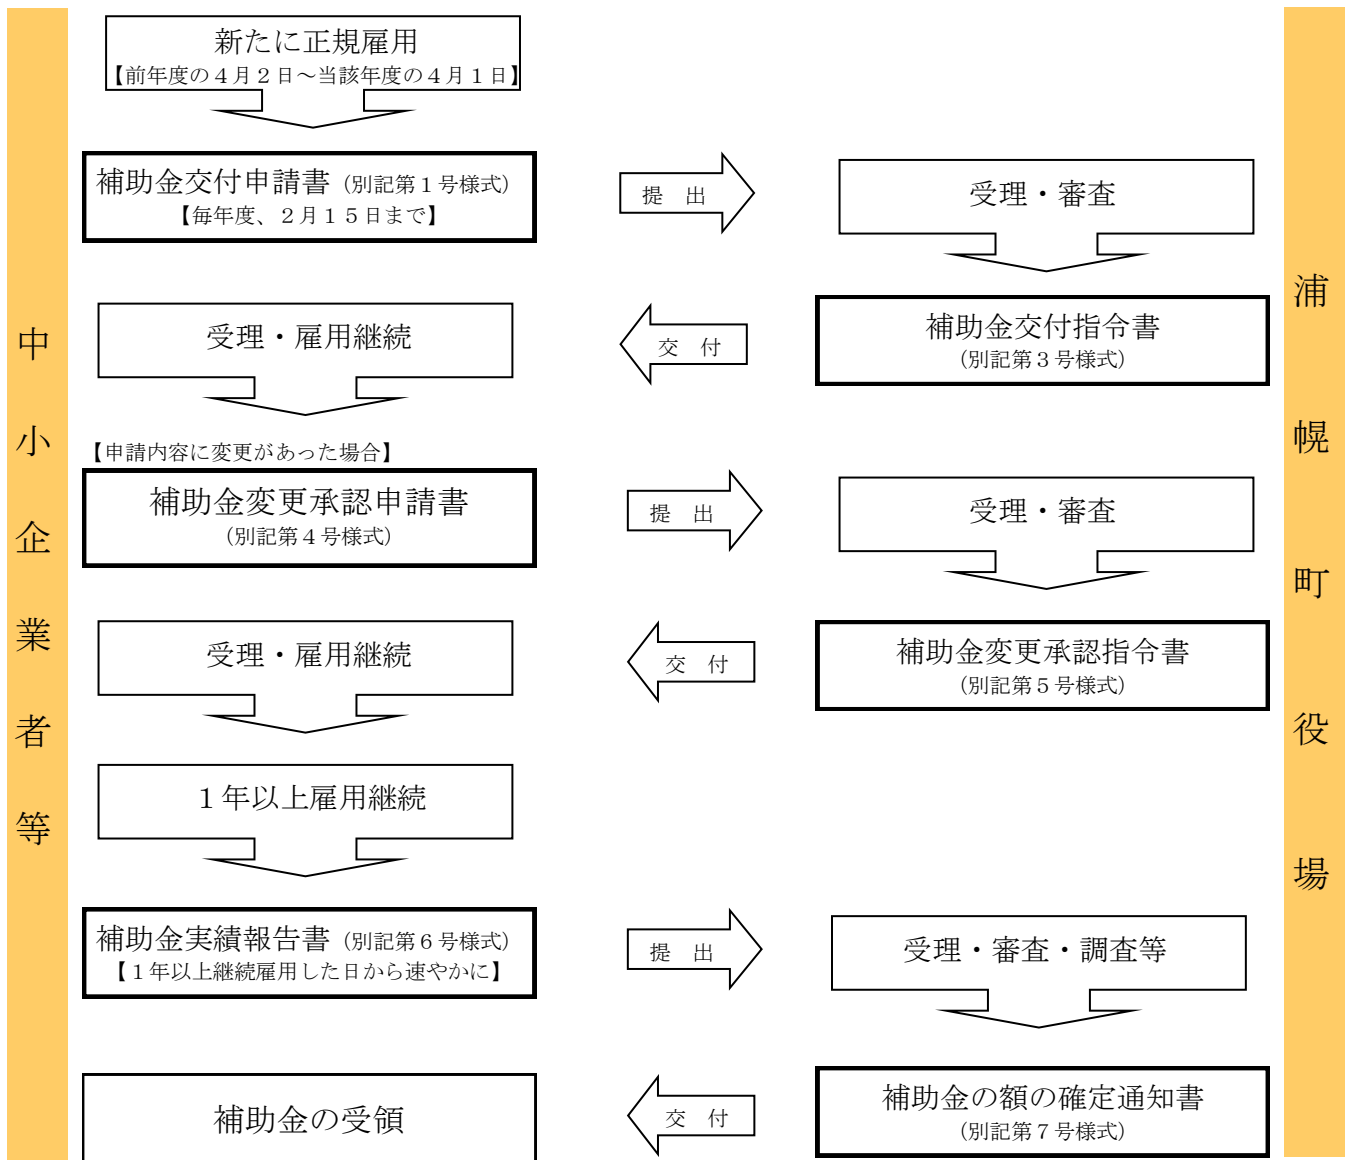 中小企業者等
浦幌町役場
新たに正規雇用
【前年度の４月２日～当該年度の４月１日】
補助金交付申請書（別記第１号様式）
【毎年度、２月１５日まで】
提　出
受理・審査
補助金交付指令書
（別記第３号様式）
交　付
受理・雇用継続
【申請内容に変更があった場合】
補助金変更承認申請書
（別記第４号様式）
提　出
受理・審査
補助金変更承認指令書
（別記第５号様式）
交　付
受理・雇用継続
１年以上雇用継続
補助金実績報告書（別記第６号様式）
【１年以上継続雇用した日から速やかに】
提　出
受理・審査・調査等
補助金の額の確定通知書
（別記第７号様式）
交　付
補助金の受領